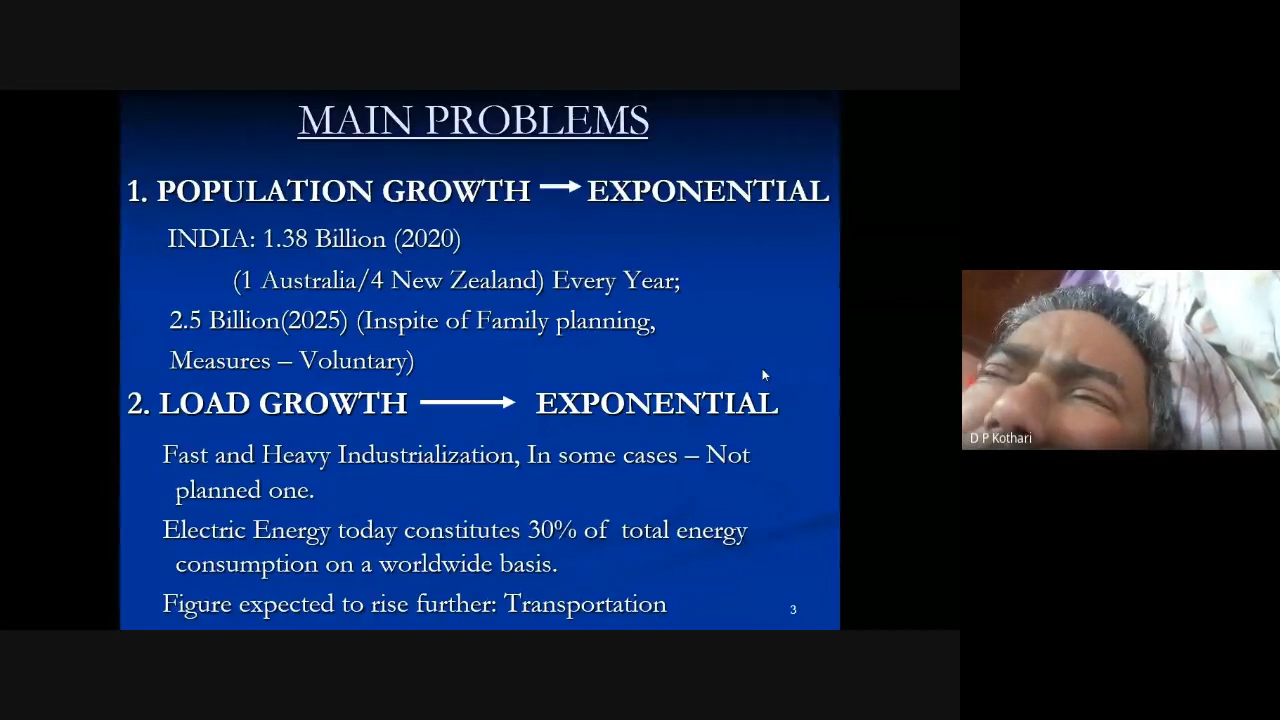 MAIN PROBLEMS
1. POPULATION GROWTH → EXPONENTIAL
INDIA: 1.38 Billion (2020)
(1 Australia/4 New Zealand) Every Year;
2.5 Billion(2025) (Inspite of Family planning,
Measures – Voluntary)
2. LOAD GROWTH → EXPONENTIAL
Fast and Heavy Industrialization, In some cases – Not
planned one.
Electric Energy today constitutes 30% of total energy
consumption on a worldwide basis.
Figure expected to rise further: Transportation
3
D P Kothari